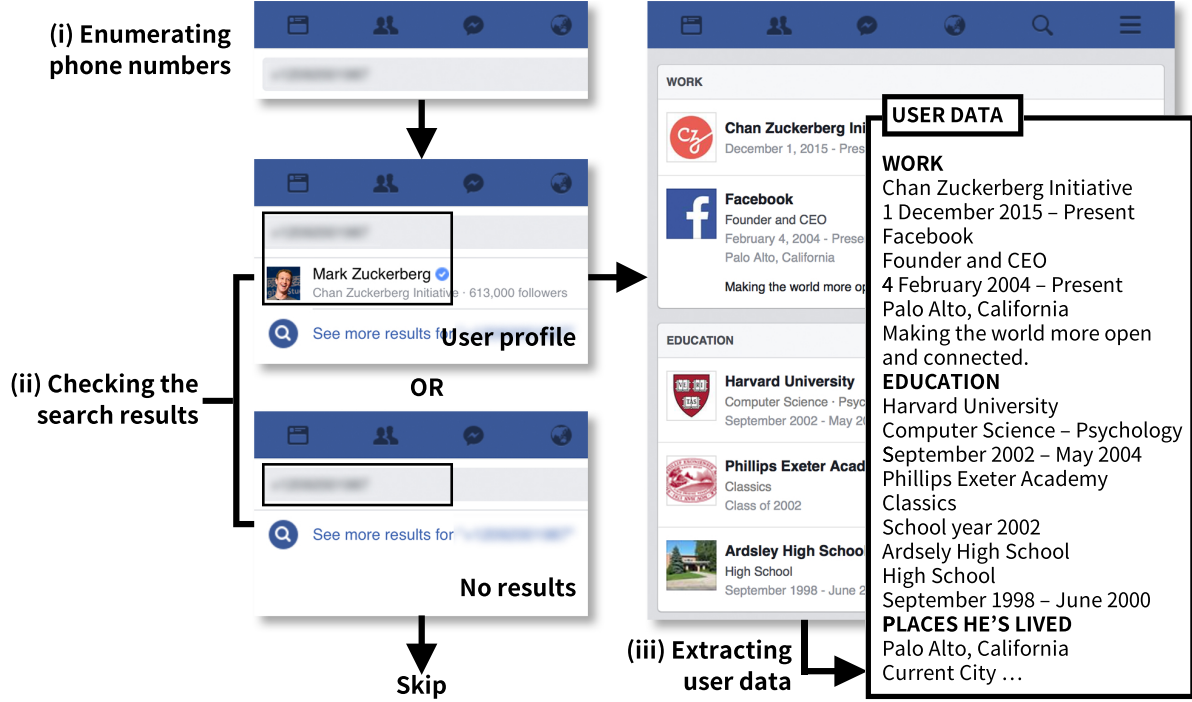 (i) Enumerating
phone numbers
Mark Zuckerberg
Chan Zuckerberg Initiative · 613,000 followers
See more results for
User profile
(ii) Checking the
search results
OR
See more results for
No results
Skip
WORK
Chan Zuckerberg Ini
December 1, 2015 - Pres
Facebook
Founder and CEO
February 4, 2004 - Prese
Palo Alto, California
Making the world more op
EDUCATION
Harvard University
Computer Science · Psyc
September 2002 - May 20
Phillips Exeter Acad
Classics
Class of 2002
Ardsley High Schoo
High School
September 1998 - June 2
(iii) Extracting
user data
USER DATA
WORK
Chan Zuckerberg Initiative
1 December 2015 – Present
Facebook
Founder and CEO
4 February 2004 – Present
Palo Alto, California
Making the world more open
and connected.
EDUCATION
Harvard University
Computer Science – Psychology
September 2002 – May 2004
Phillips Exeter Academy
Classics
School year 2002
Ardsely High School
High School
September 1998 – June 2000
PLACES HE'S LIVED
Palo Alto, California
Current City …